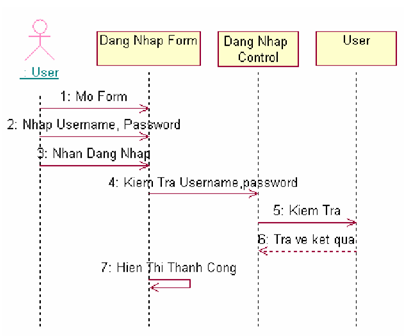 : User
Dang Nhap Form
Dang Nhap
Control
User
1: Mo Form
2: Nhap Username, Password
3: Nhan Dang Nhap
4: Kiem Tra Username,password
5: Kiem Tra
6: Tra ve ket qua
7: Hien Thi Thanh Cong